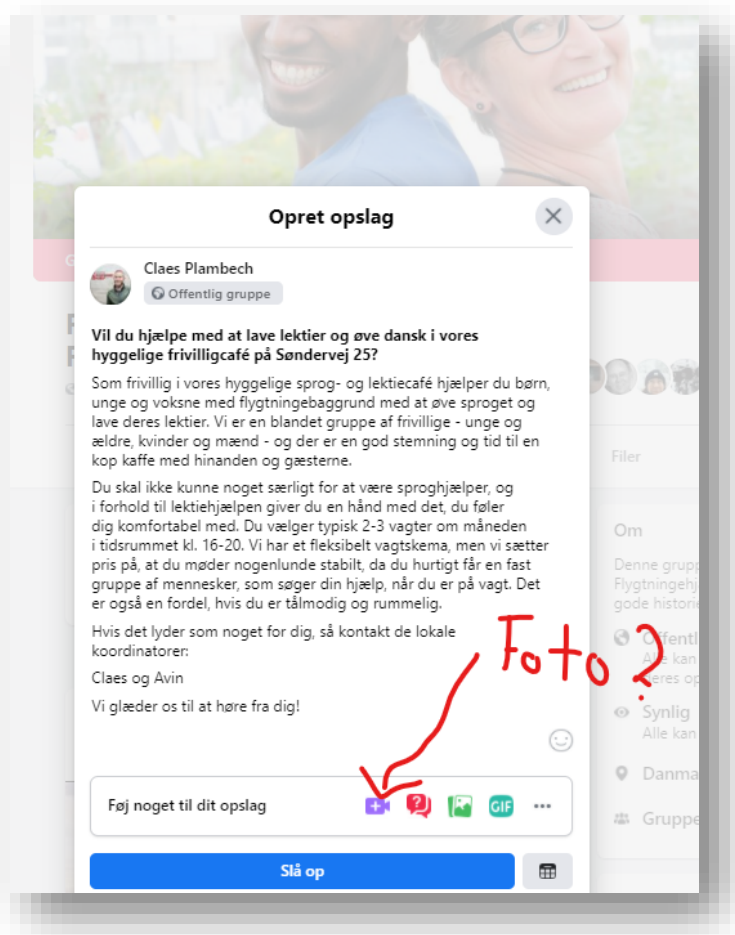 Opret opslag
Claes Plambech
Offentlig gruppe
Vil du hjælpe med at lave lektier og øve dansk i vores
hyggelige frivilligcafé på Søndervej 25?
Som frivillig i vores hyggelige sprog- og lektiecafé hjælper du børn,
unge og voksne med flygtningebaggrund med at øve sproget og
lave deres lektier. Vi er en blandet gruppe af frivillige - unge og
ældre, kvinder og mænd - og der er en god stemning og tid til en
kop kaffe med hinanden og gæsterne.
Du skal ikke kunne noget særligt for at være sproghjælper, og
i forhold til lektiehjælpen giver du en hånd med det, du føler
dig komfortabel med. Du vælger typisk 2-3 vagter om måneden
i tidsrummet kl. 16-20. Vi har et fleksibelt vagtskema, men vi sætter
pris på, at du møder nogenlunde stabilt, da du hurtigt får en fast
gruppe af mennesker, som søger din hjælp, når du er på vagt. Det
er også en fordel, hvis du er tålmodig og rummelig.
Hvis det lyder som noget for dig, så kontakt de lokale
koordinatorer:
Claes og Avin
Vi glæder os til at høre fra dig!
Foto?
Føj noget til dit opslag
GIF
Slå op
Filer
Om
Denne grupp
Flygtningehj
gode historie
Offentl
Alle kan
deres op
Synlig
Alle kan
Danma
Gruppe